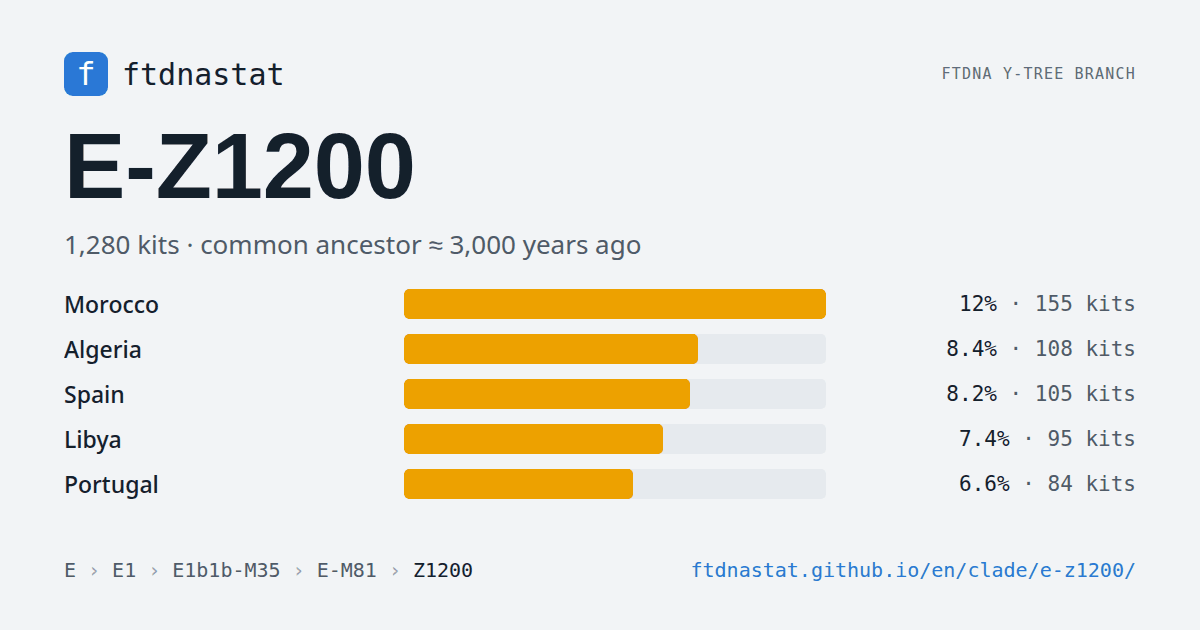 f ftdnastat
FTDNA Y-TREE BRANCH
E-Z1200
1,280 kits · common ancestor ≈ 3,000 years ago
Morocco 12% · 155 kits
Algeria 8.4% · 108 kits
Spain 8.2% · 105 kits
Libya 7.4% · 95 kits
Portugal 6.6% · 84 kits
E › E1 › E1b1b-M35 › E-M81 › Z1200
ftdnastat.github.io/en/clade/e-z1200/